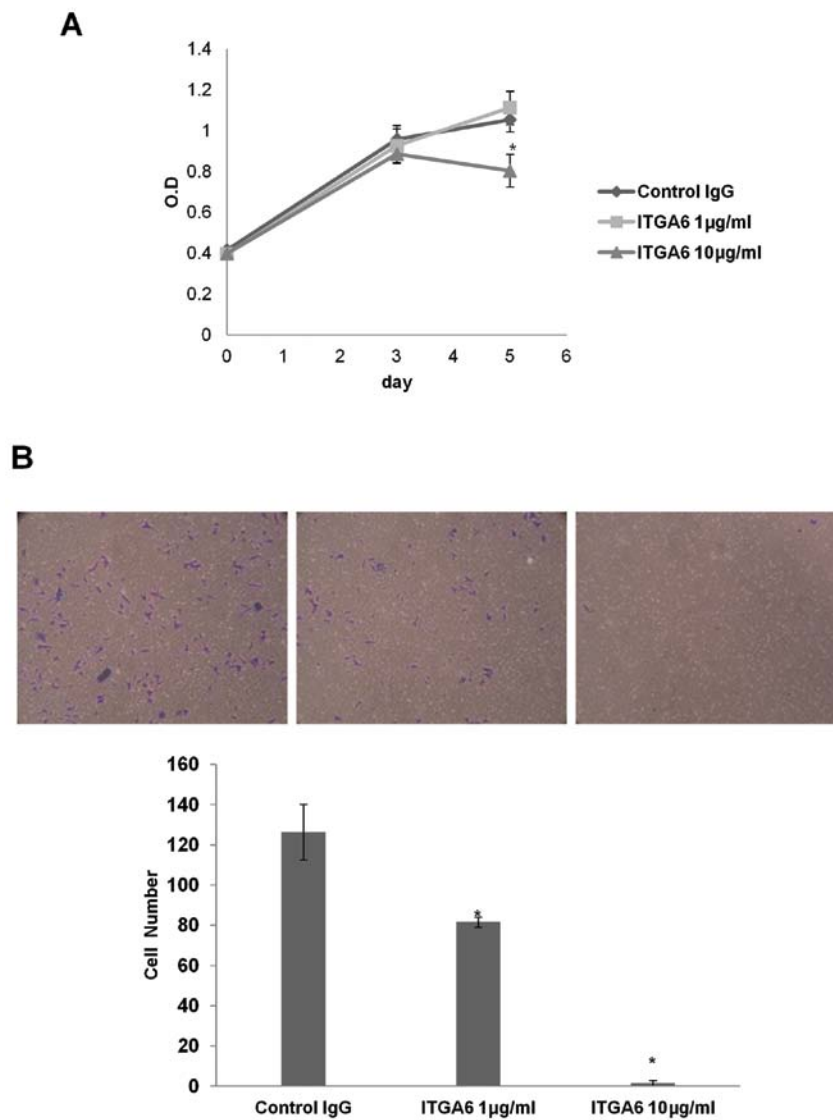 A
1.4
1.2
1
0.8
0.6
0.4
0.2
0
O.D
*
0 1 2 3 4 5 6
day
Control IgG
ITGA6 1µg/ml
ITGA6 10µg/ml
B
160
140
120
100
80
60
40
20
0
Cell Number
*
*
Control IgG ITGA6 1µg/ml ITGA6 10µg/ml